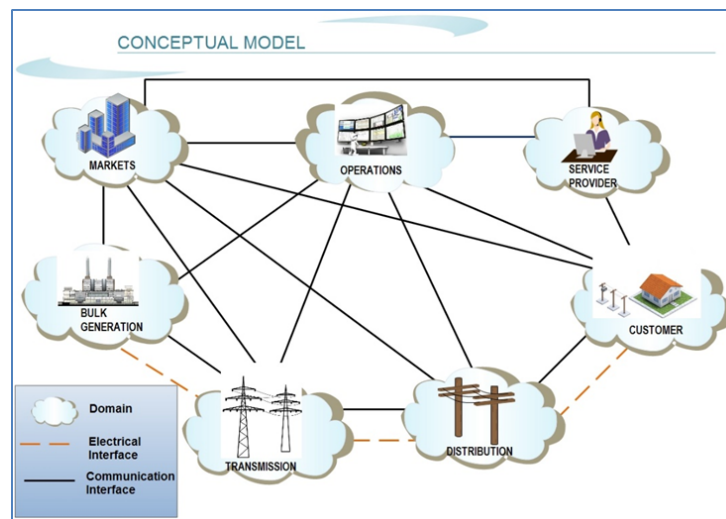 CONCEPTUAL MODEL
MARKETS
OPERATIONS
SERVICE
PROVIDER
BULK
GENERATION
CUSTOMER
TRANSMISSION
DISTRIBUTION
Domain
Electrical
Interface
Communication
Interface